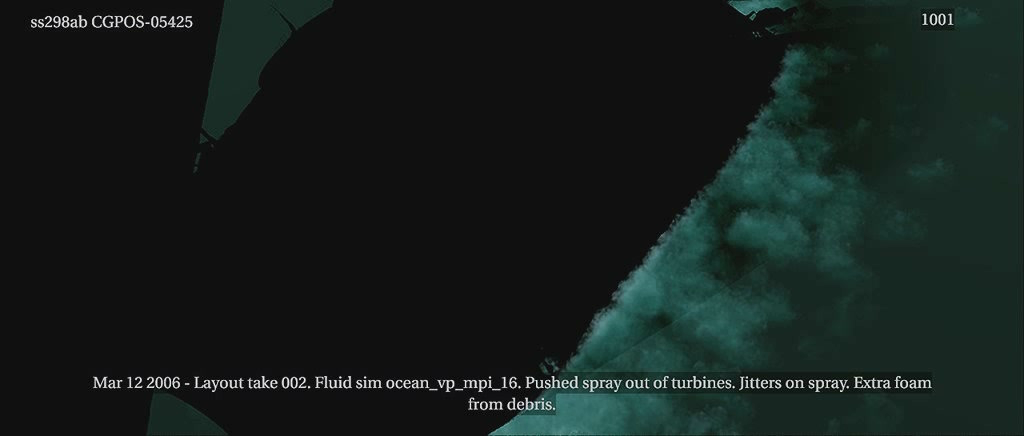 ss298ab CGPOS-05425
1001
Mar 12 2006 - Layout take 002. Fluid sim ocean_vp_mpi_16. Pushed spray out of turbines. Jitters on spray. Extra foam
from debris.